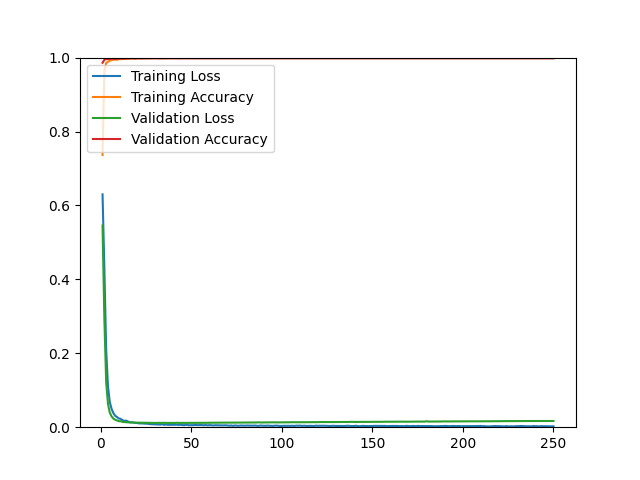 1.0
0.8
0.6
0.4
0.2
0.0
Training Loss
Training Accuracy
Validation Loss
Validation Accuracy
0 50 100 150 200 250